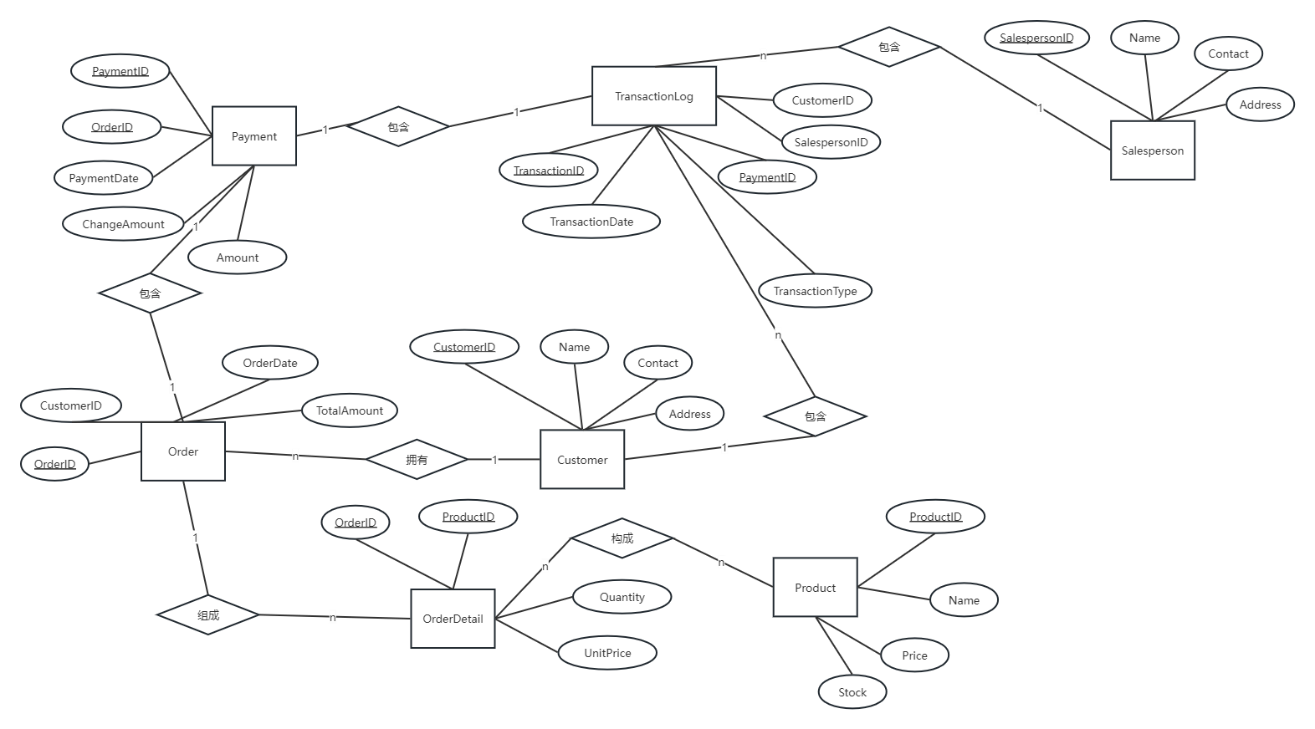 n
包含
SalespersonID
Name
Contact
Address
1
Salesperson
PaymentID
OrderID
PaymentDate
ChangeAmount
Amount
Payment
1
包含
1
TransactionLog
CustomerID
SalespersonID
PaymentID
TransactionID
TransactionDate
TransactionType
1
包含
1
n
包含
1
OrderDate
CustomerID
TotalAmount
OrderID
Order
n
拥有
1
CustomerID
Name
Contact
Address
Customer
1
组成
n
OrderID
ProductID
OrderDetail
Quantity
UnitPrice
n
构成
n
ProductID
Product
Name
Price
Stock